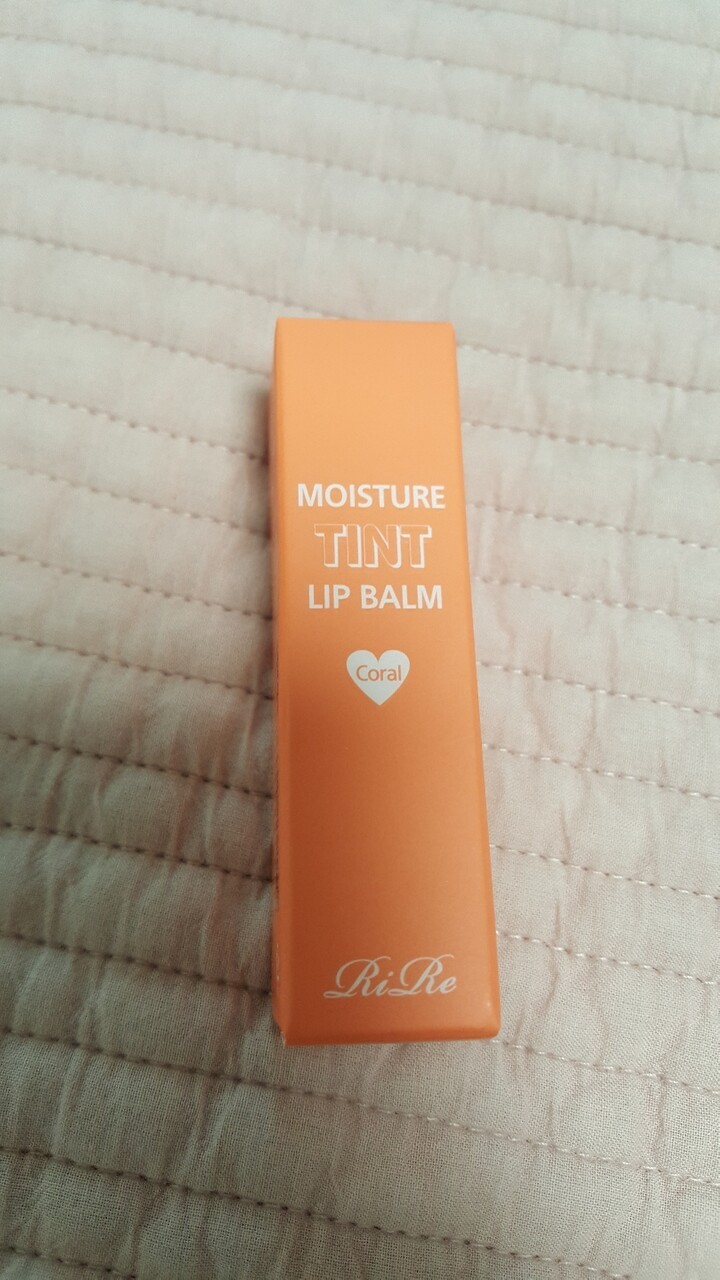 MOISTURE
TINT
LIP BALM
Coral
RiRe